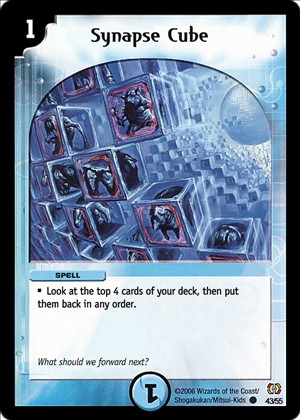 1 Synapse Cube
SPELL
▪ Look at the top 4 cards of your deck, then put
them back in any order.
What should we forward next?
1
©2006 Wizards of the Coast/
Shogakukan/Mitsui-Kids ● 43/55